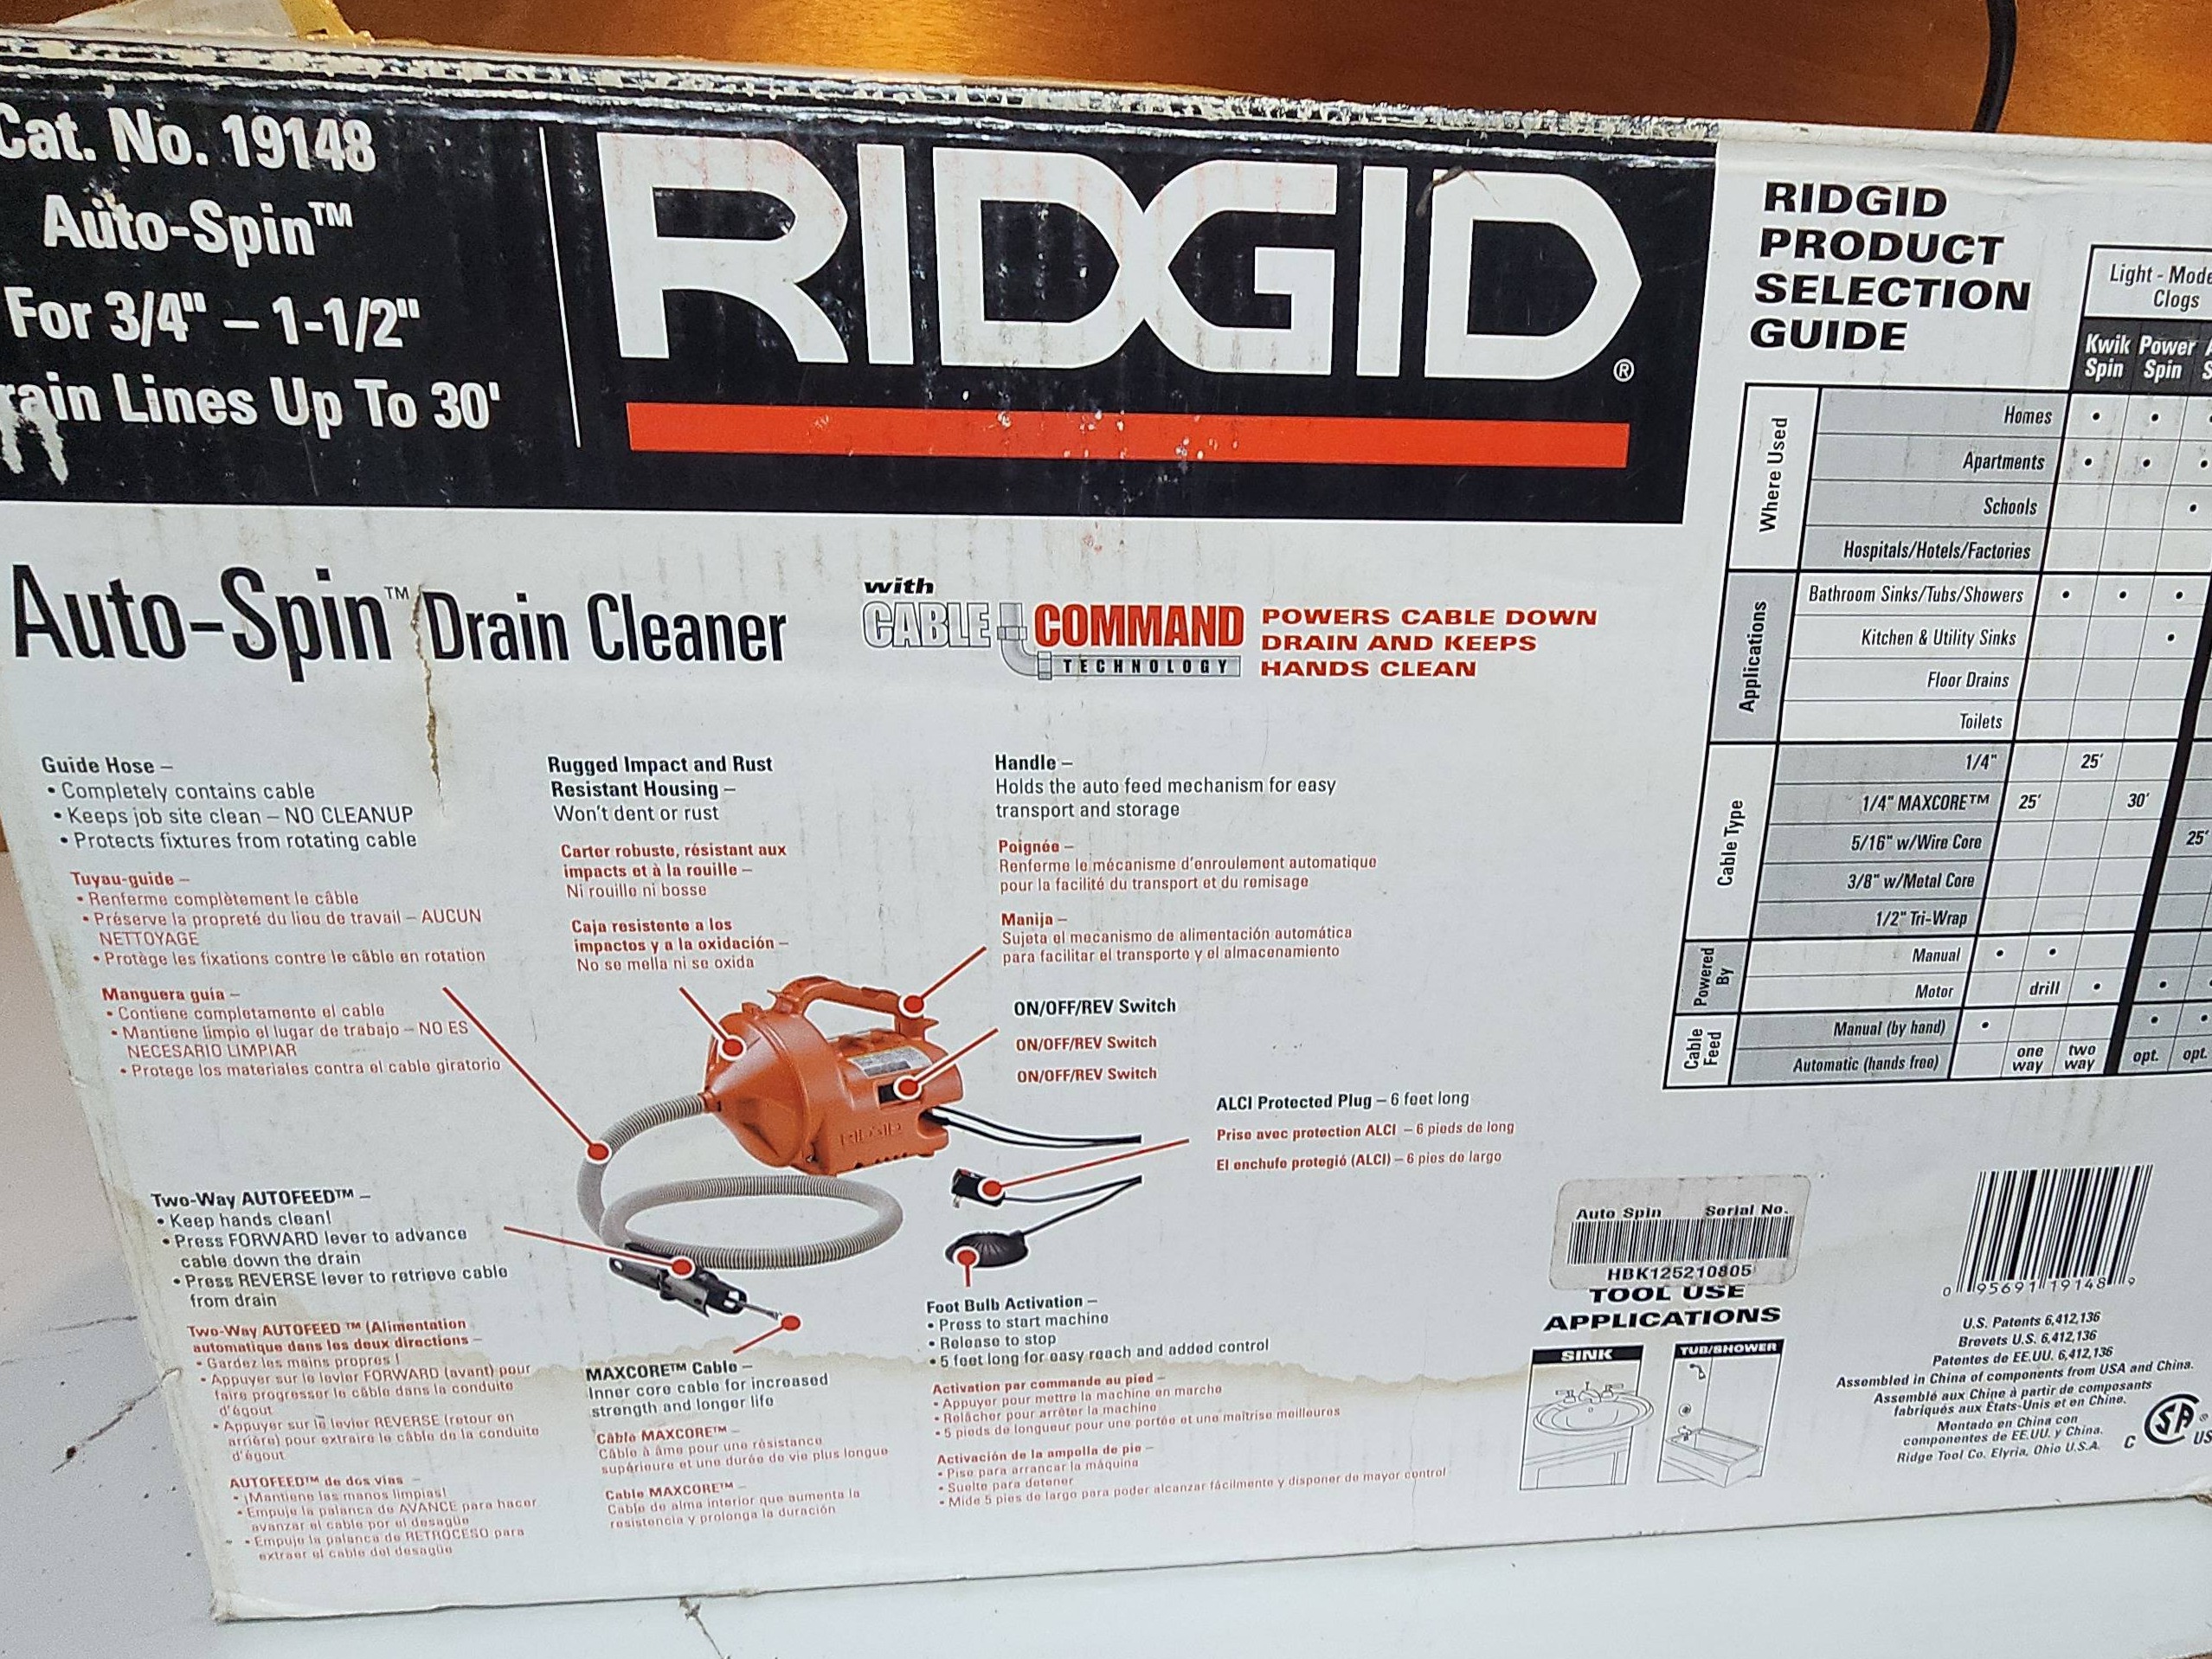 Cat. No. 19148
Auto-Spin™
For 3/4" – 1-1/2"
Drain Lines Up To 30'
RIDGID®
Auto-Spin™ Drain Cleaner
with
CABLE COMMAND
TECHNOLOGY
POWERS CABLE DOWN
DRAIN AND KEEPS
HANDS CLEAN
Guide Hose –
• Completely contains cable
• Keeps job site clean – NO CLEANUP
• Protects fixtures from rotating cable
Tuyau-guide –
• Renferme complètement le câble
• Préserve la propreté du lieu de travail – AUCUN
NETTOYAGE
• Protège les fixations contre le câble en rotation
Manguera guía –
• Contiene completamente el cable
• Mantiene limpio el lugar de trabajo – NO ES
NECESARIO LIMPIAR
• Protege los materiales contra el cable giratorio
Rugged Impact and Rust
Resistant Housing –
Won't dent or rust
Carter robuste, résistant aux
impacts et à la rouille –
Ni rouille ni bosse
Caja resistente a los
impactos y a la oxidación –
No se mella ni se oxida
Handle –
Holds the auto feed mechanism for easy
transport and storage
Poignée –
Renferme le mécanisme d'enroulement automatique
pour la facilité du transport et du remisage
Manija –
Sujeta el mecanismo de alimentación automática
para facilitar el transporte y el almacenamiento
ON/OFF/REV Switch
ON/OFF/REV Switch
ON/OFF/REV Switch
RIDGID
ALCI Protected Plug – 6 feet long
Prise avec protection ALCI – 6 pieds de long
El enchufe protegió (ALCI) – 6 pies de largo
Two-Way AUTOFEED™ –
• Keep hands clean!
• Press FORWARD lever to advance
cable down the drain
• Press REVERSE lever to retrieve cable
from drain
Two-Way AUTOFEED ™ (Alimentation
automatique dans les deux directions –
• Gardez les mains propres !
• Appuyer sur le levier FORWARD (avant) pour
faire progresser le câble dans la conduite
d'égout
• Appuyer sur le levier REVERSE (retour en
arrière) pour extraire le câble de la conduite
d'égout
AUTOFEED™ de dos vías –
• ¡Mantiene las manos limpias!
• Empuje la palanca de AVANCE para hacer
avanzar el cable por el desagüe
• Empuje la palanca de RETROCESO para
extraer el cable del desagüe
MAXCORE™ Cable –
Inner core cable for increased
strength and longer life
Câble MAXCORE™ –
Câble à âme pour une résistance
supérieure et une durée de vie plus longue
Cable MAXCORE™ –
Cable de alma interior que aumenta la
resistencia y prolonga la duración
Foot Bulb Activation –
• Press to start machine
• Release to stop
• 5 feet long for easy reach and added control
Activation par commande au pied –
• Appuyer pour mettre la machine en marche
• Relâcher pour arrêter la machine
• 5 pieds de longueur pour une portée et une maîtrise meilleures
Activación de la ampolla de pie –
• Pise para arrancar la máquina
• Suelte para detener
• Mide 5 pies de largo para poder alcanzar fácilmente y disponer de mayor control
RIDGID
PRODUCT
SELECTION
GUIDE
Light - Mode
Clogs
Kwik Spin
Power Spin
Where Used
Homes • •
Apartments • • •
Schools •
Hospitals/Hotels/Factories
Applications
Bathroom Sinks/Tubs/Showers • • •
Kitchen & Utility Sinks •
Floor Drains
Toilets
Cable Type
1/4" 25'
1/4" MAXCORE™ 25' 30'
5/16" w/Wire Core 25'
3/8" w/Metal Core
1/2" Tri-Wrap
Powered By
Manual • •
Motor drill • • •
Cable Feed
Manual (by hand) • • •
Automatic (hands free) one way two way opt. opt.
Auto Spin Serial No.
HBK125210805
TOOL USE
APPLICATIONS
SINK
TUB/SHOWER
0 95691 19148 9
U.S. Patents 6,412,136
Brevets U.S. 6,412,136
Patentes de EE.UU. 6,412,136
Assembled in China of components from USA and China.
Assemblé aux Chine à partir de composants
fabriqués aux États-Unis et en Chine.
Montado en China con
componentes de EE.UU. y China.
Ridge Tool Co. Elyria, Ohio U.S.A.
C SA® US